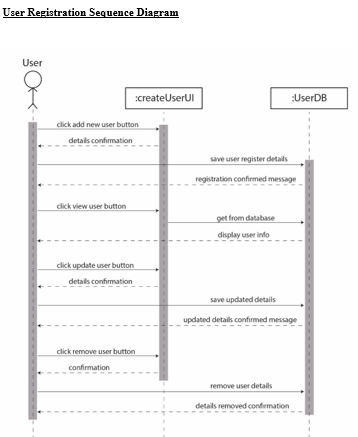 User Registration Sequence Diagram
User
:createUserUI
:UserDB
click add new user button
details confirmation
save user register details
registration confirmed message
click view user button
get from database
display user info
click update user button
details confirmation
save updated details
updated details confirmed message
click remove user button
confirmation
remove user details
details removed confirmation